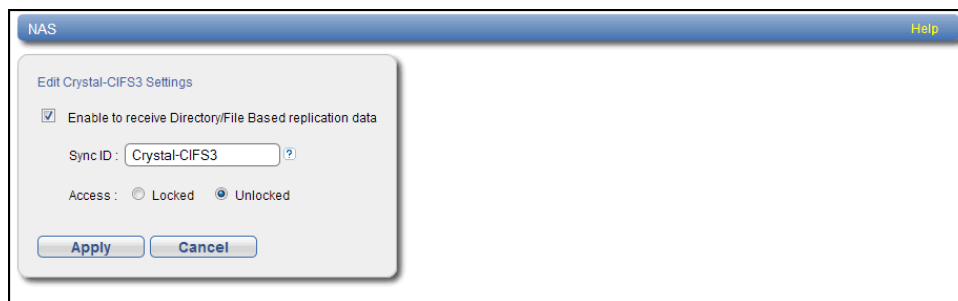 NAS Help
Edit Crystal-CIFS3 Settings
Enable to receive Directory/File Based replication data
Sync ID : Crystal-CIFS3 ?
Access : Locked Unlocked
Apply Cancel